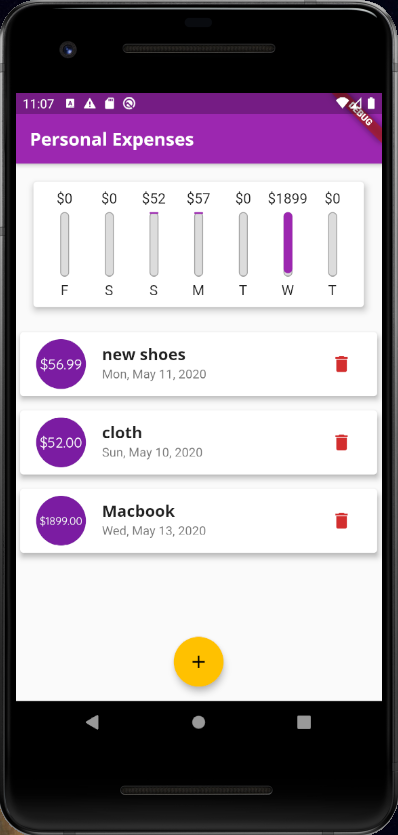 11:07
DEBUG
Personal Expenses
$0 $0 $52 $57 $0 $1899 $0
F S S M T W T
$56.99
new shoes
Mon, May 11, 2020
$52.00
cloth
Sun, May 10, 2020
$1899.00
Macbook
Wed, May 13, 2020
+